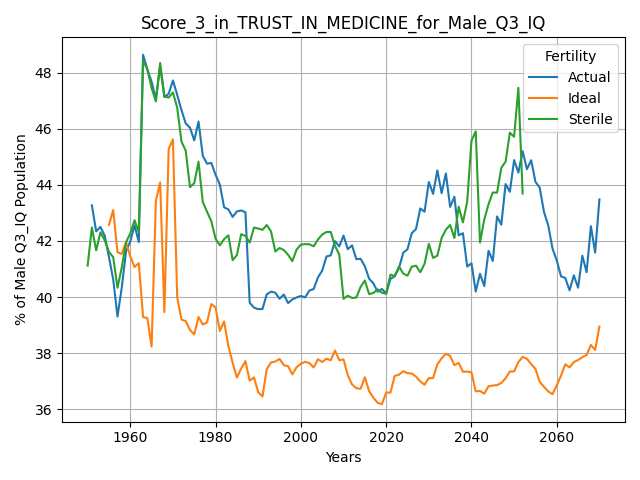 Score_3_in_TRUST_IN_MEDICINE_for_Male_Q3_IQ
% of Male Q3_IQ Population
48
46
44
42
40
38
36
Fertility
Actual
Ideal
Sterile
1960
1980
2000
2020
2040
2060
Years